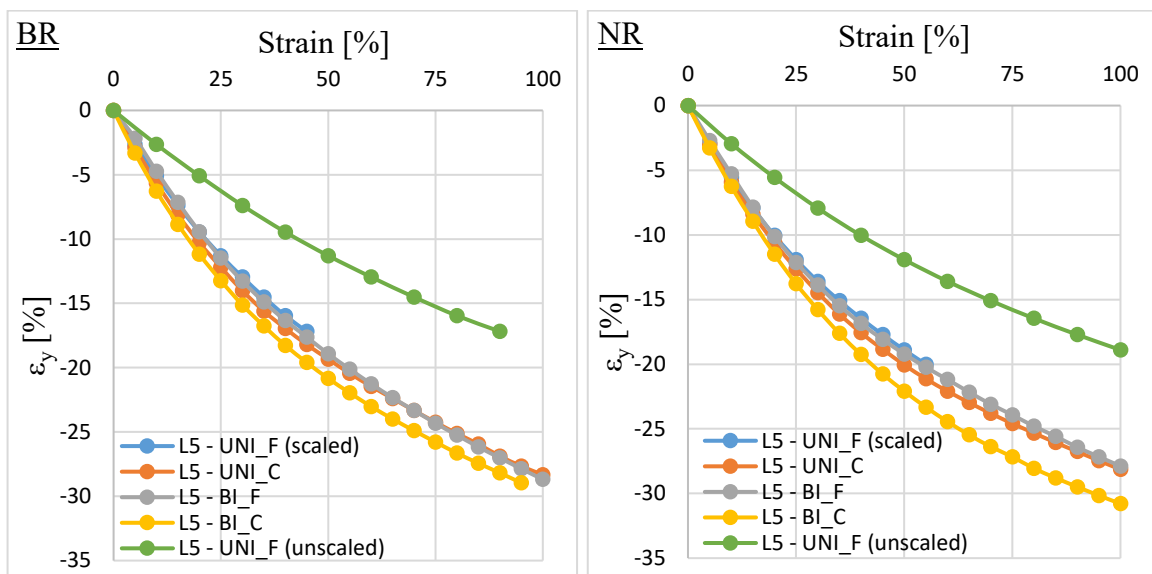 BR
Strain [%]
0 25 50 75 100
0
-5
-10
-15
-20
-25
-30
-35
εy [%]
L5 - UNI_F (scaled)
L5 - UNI_C
L5 - BI_F
L5 - BI_C
L5 - UNI_F (unscaled)
NR
Strain [%]
0 25 50 75 100
0
-5
-10
-15
-20
-25
-30
-35
εy [%]
L5 - UNI_F (scaled)
L5 - UNI_C
L5 - BI_F
L5 - BI_C
L5 - UNI_F (unscaled)